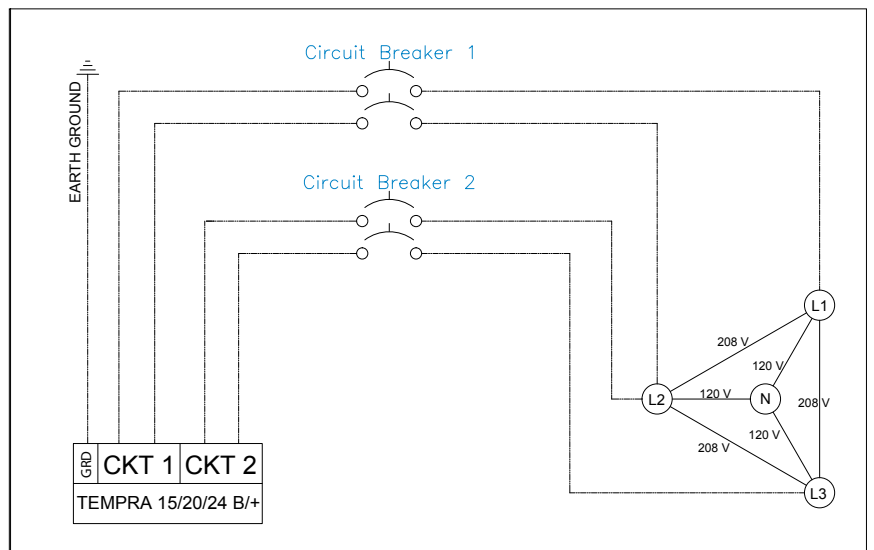 Circuit Breaker 1
EARTH GROUND
Circuit Breaker 2
L1
208 V
120 V
L2
120 V
N
208 V
120 V
208 V
L3
GRD
CKT 1
CKT 2
TEMPRA 15/20/24 B/+